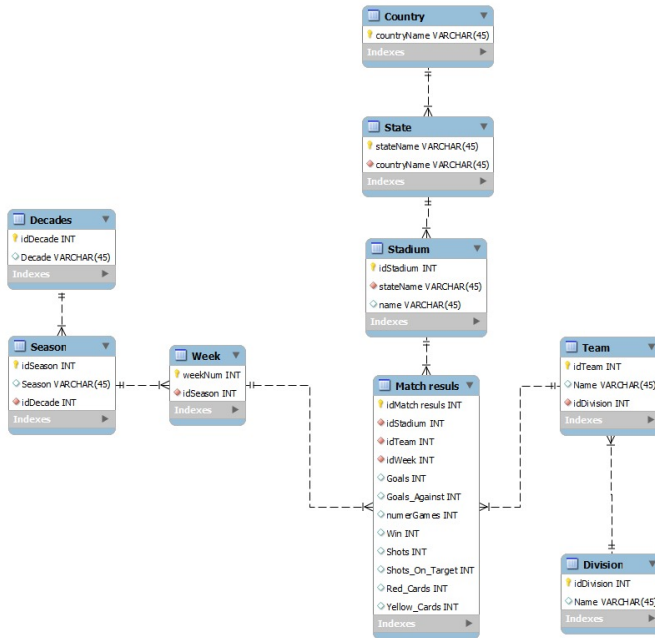 Country
countryName VARCHAR(45)
Indexes
State
stateName VARCHAR(45)
countryName VARCHAR(45)
Indexes
Decades
idDecade INT
Decade VARCHAR(45)
Indexes
Stadium
idStadium INT
stateName VARCHAR(45)
name VARCHAR(45)
Indexes
Season
idSeason INT
Season VARCHAR(45)
idDecade INT
Indexes
Week
weekNum INT
idSeason INT
Indexes
Match resuls
idMatch resuls INT
idStadium INT
idTeam INT
idWeek INT
Goals INT
Goals_Against INT
numerGames INT
Win INT
Shots INT
Shots_On_Target INT
Red_Cards INT
Yellow_Cards INT
Indexes
Team
idTeam INT
Name VARCHAR(45)
idDivision INT
Indexes
Division
idDivision INT
Name VARCHAR(45)
Indexes